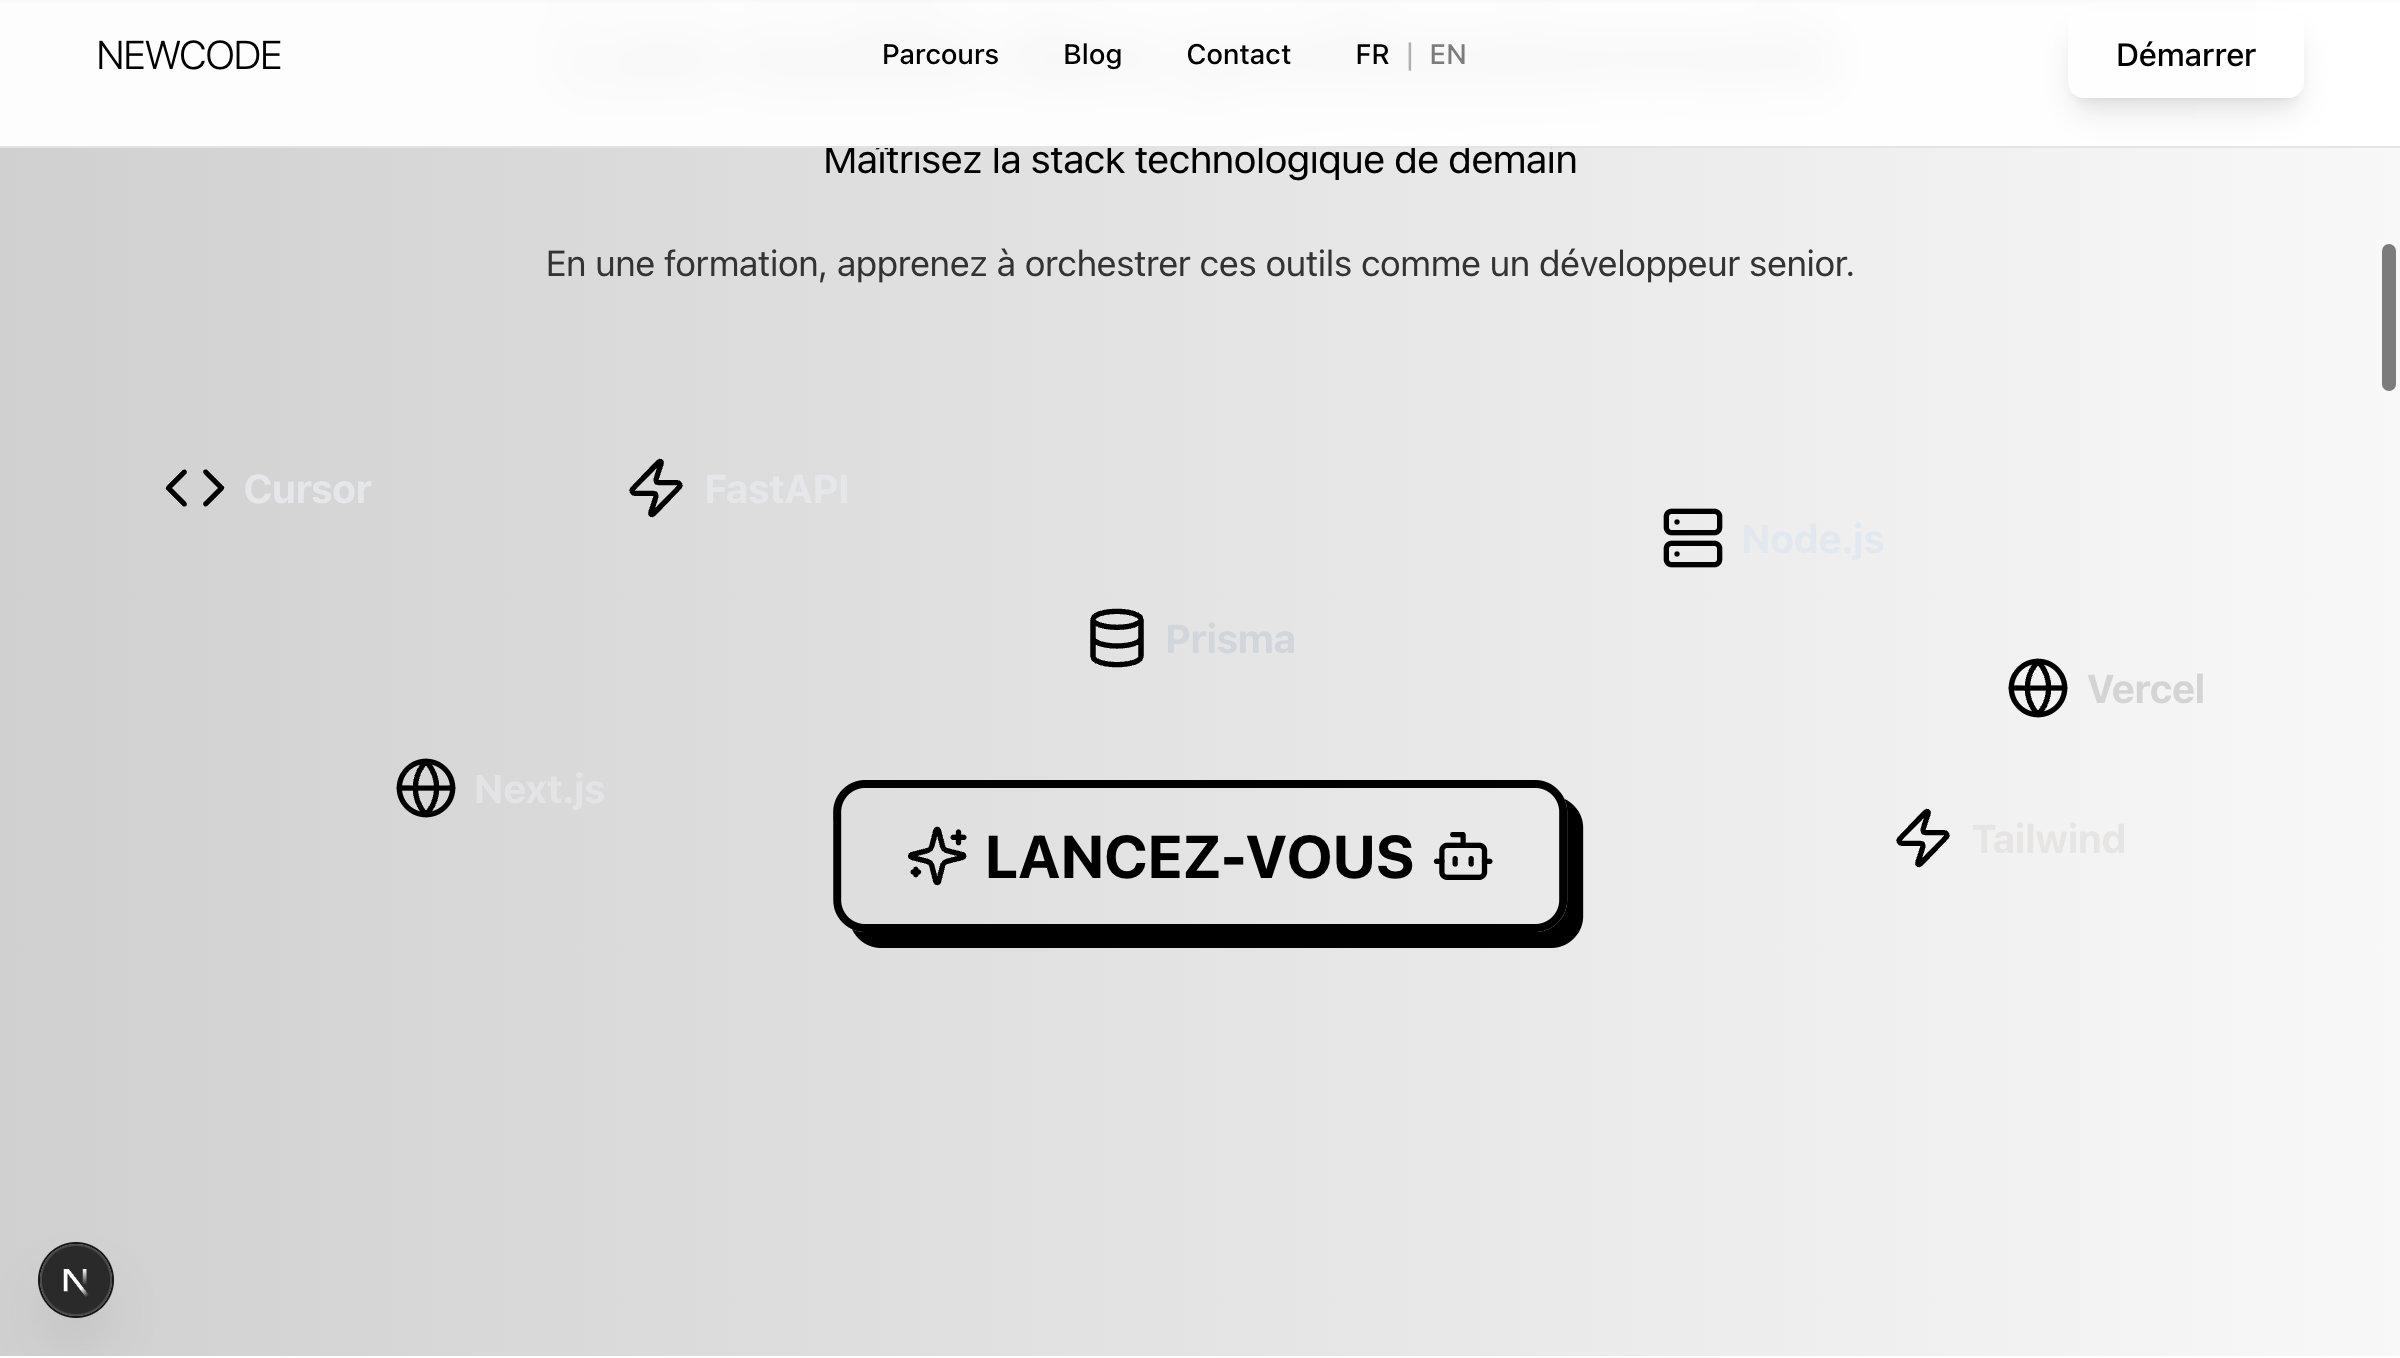 NEWCODE
Parcours
Blog
Contact
FR | EN
Démarrer
Maîtrisez la stack technologique de demain
En une formation, apprenez à orchestrer ces outils comme un développeur senior.
Cursor
FastAPI
Node.js
Prisma
Vercel
Next.js
LANCEZ-VOUS
Tailwind
N